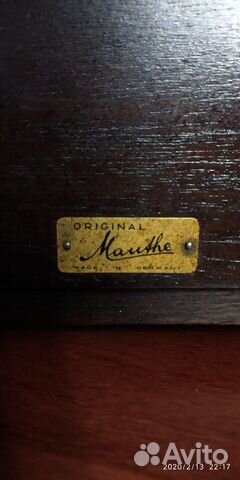 ORIGINAL
Mauthe
MADE IN GERMANY
Avito
2020/2/13 22:17